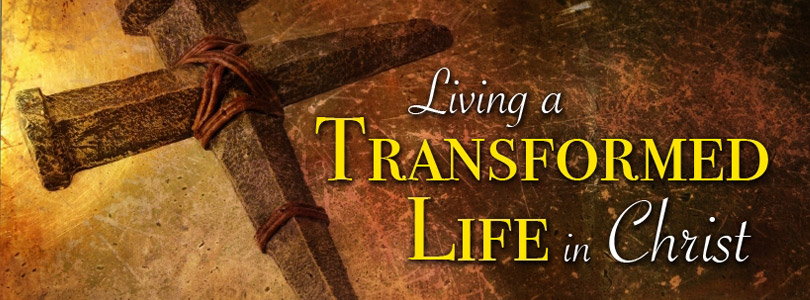 Living a
TRANSFORMED
LIFE in Christ